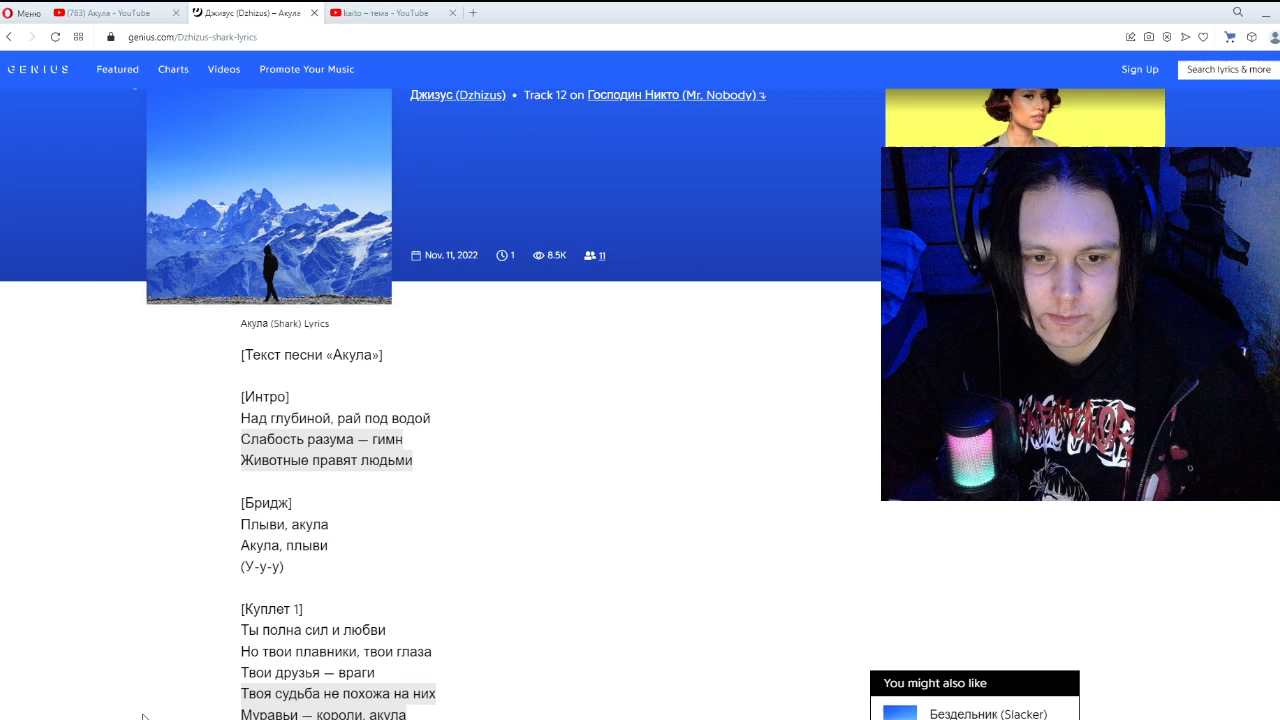 Меню
(763) Акула - YouTube
Джизус (Dzhizus) – Акула
kaito – тема - YouTube
genius.com/Dzhizus-shark-lyrics
GENIUS
Featured
Charts
Videos
Promote Your Music
Sign Up
Search lyrics & more
Джизус (Dzhizus) • Track 12 on Господин Никто (Mr. Nobody)
Nov. 11, 2022
1
8.5K
11
Акула (Shark) Lyrics
[Текст песни «Акула»]
[Интро]
Над глубиной, рай под водой
Слабость разума — гимн
Животные правят людьми
[Бридж]
Плыви, акула
Акула, плыви
(У-у-у)
[Куплет 1]
Ты полна сил и любви
Но твои плавники, твои глаза
Твои друзья — враги
Твоя судьба не похожа на них
Муравьи — короли, акула
You might also like
Бездельник (Slacker)